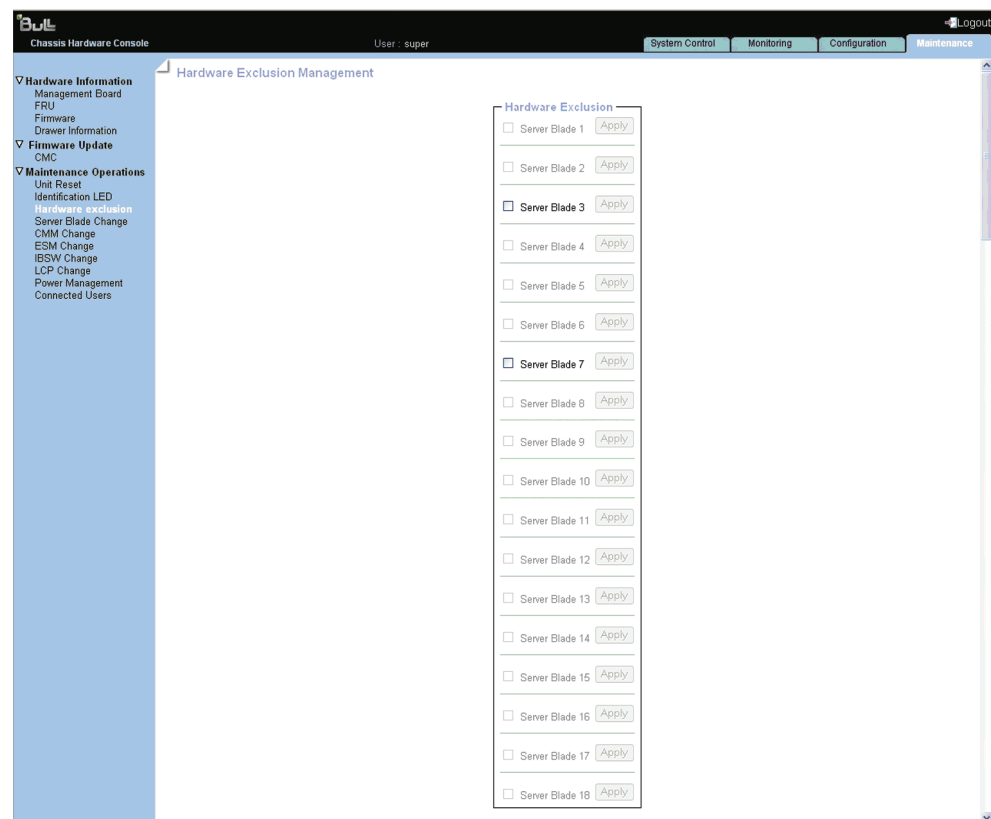 Bull
Logout
Chassis Hardware Console
User : super
System Control
Monitoring
Configuration
Maintenance
Hardware Information
Management Board
FRU
Firmware
Drawer Information
Firmware Update
CMC
Maintenance Operations
Unit Reset
Identification LED
Hardware exclusion
Server Blade Change
CMM Change
ESM Change
IBSW Change
LCP Change
Power Management
Connected Users
Hardware Exclusion Management
Hardware Exclusion
Server Blade 1 Apply
Server Blade 2 Apply
Server Blade 3 Apply
Server Blade 4 Apply
Server Blade 5 Apply
Server Blade 6 Apply
Server Blade 7 Apply
Server Blade 8 Apply
Server Blade 9 Apply
Server Blade 10 Apply
Server Blade 11 Apply
Server Blade 12 Apply
Server Blade 13 Apply
Server Blade 14 Apply
Server Blade 15 Apply
Server Blade 16 Apply
Server Blade 17 Apply
Server Blade 18 Apply